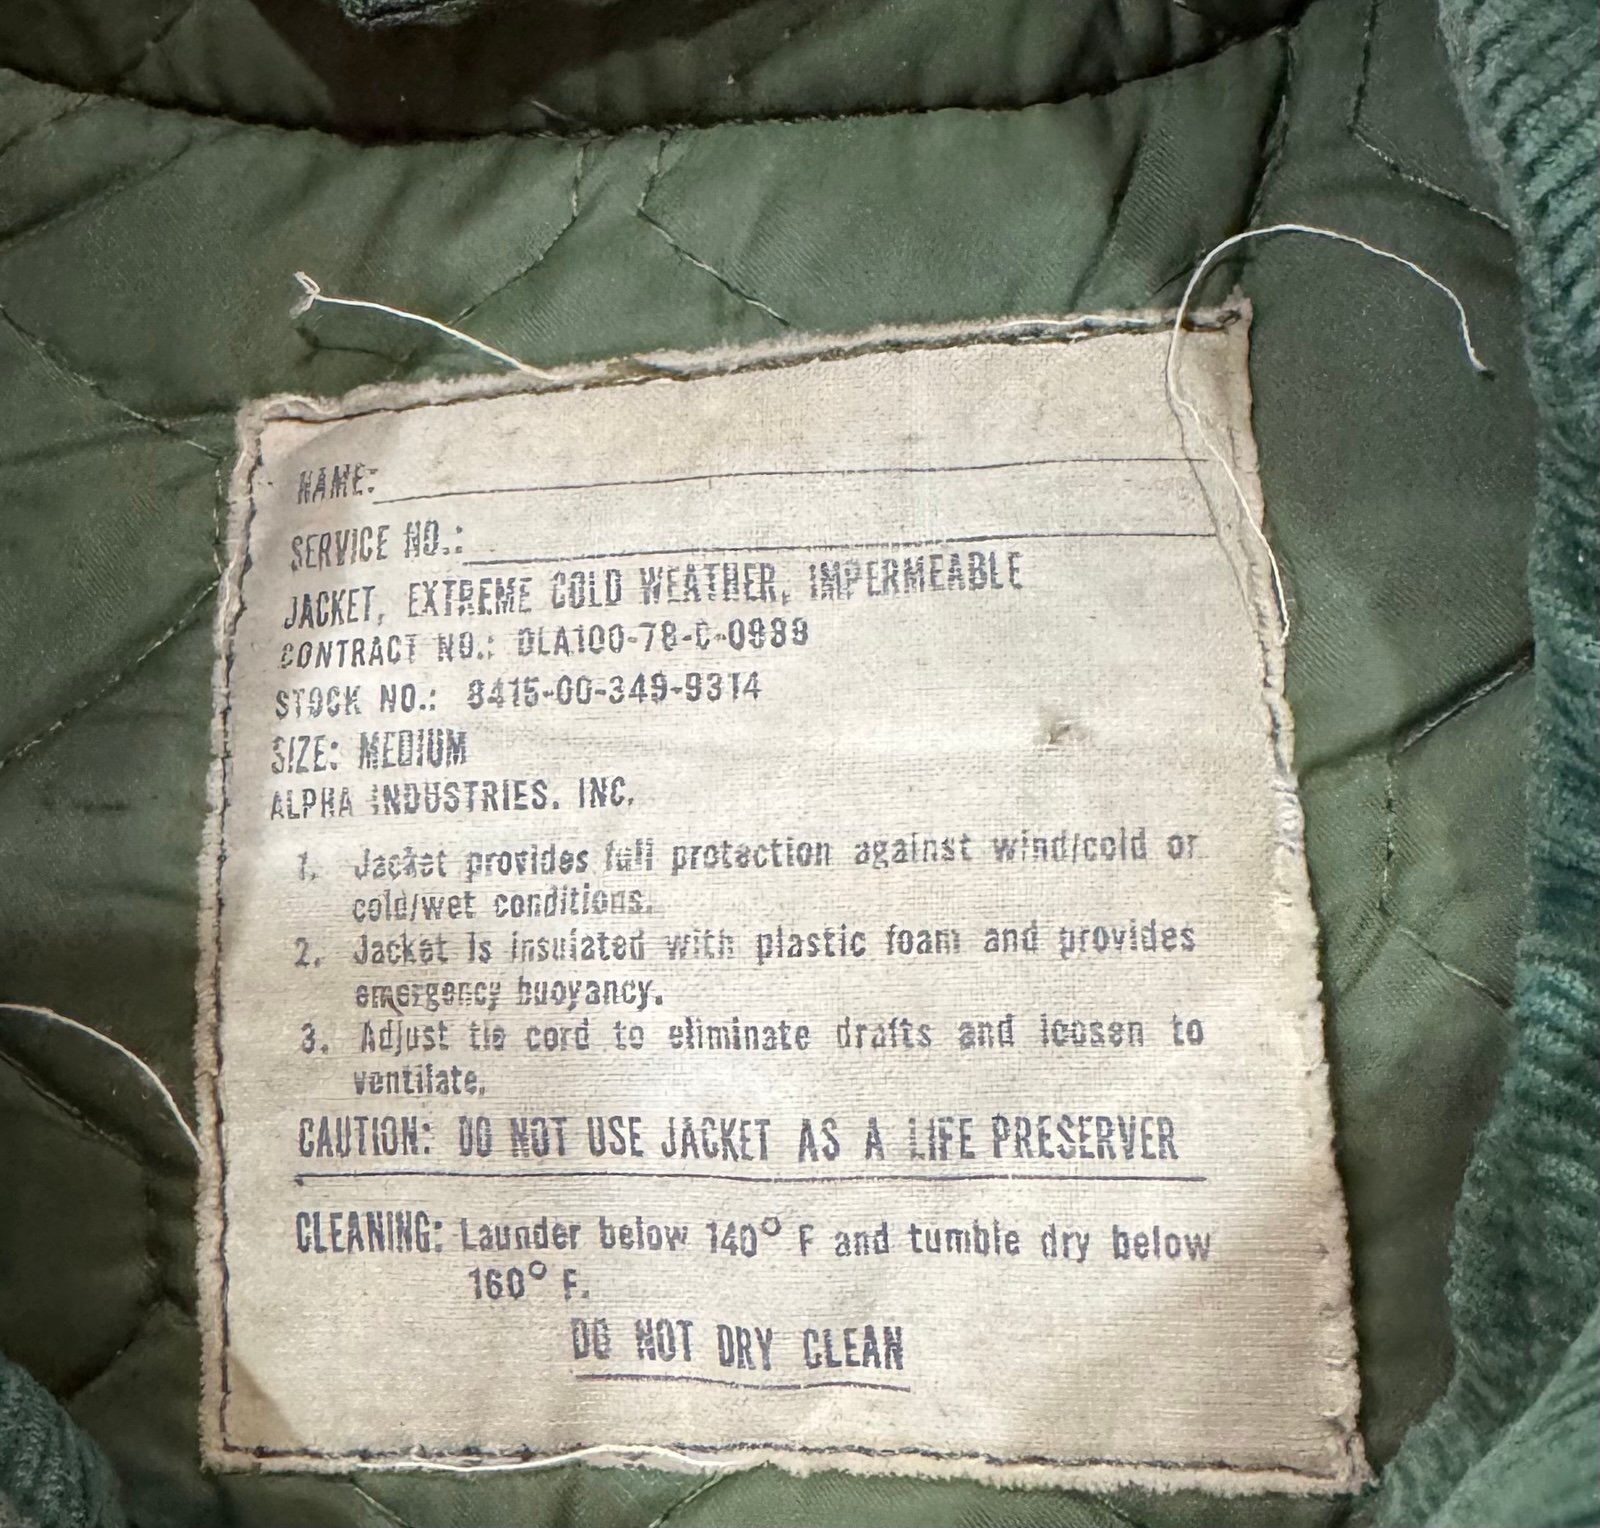 NAME:
SERVICE NO.:
JACKET, EXTREME COLD WEATHER, IMPERMEABLE
CONTRACT NO.: DLA100-78-C-0989
STOCK NO.: 8415-00-349-9314
SIZE: MEDIUM
ALPHA INDUSTRIES, INC.
1. Jacket provides full protection against wind/cold or
cold/wet conditions.
2. Jacket is insulated with plastic foam and provides
emergency buoyancy.
3. Adjust tie cord to eliminate drafts and loosen to
ventilate.
CAUTION: DO NOT USE JACKET AS A LIFE PRESERVER
CLEANING: Launder below 140° F and tumble dry below
160° F.
DO NOT DRY CLEAN